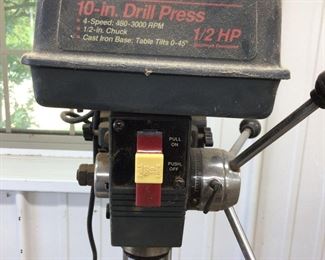 10-in. Drill Press
• 4-Speed: 480-3000 RPM
• 1/2-in. Chuck
• Cast Iron Base: Table Tilts 0-45°
1/2 HP
PULL
ON
PUSH
OFF